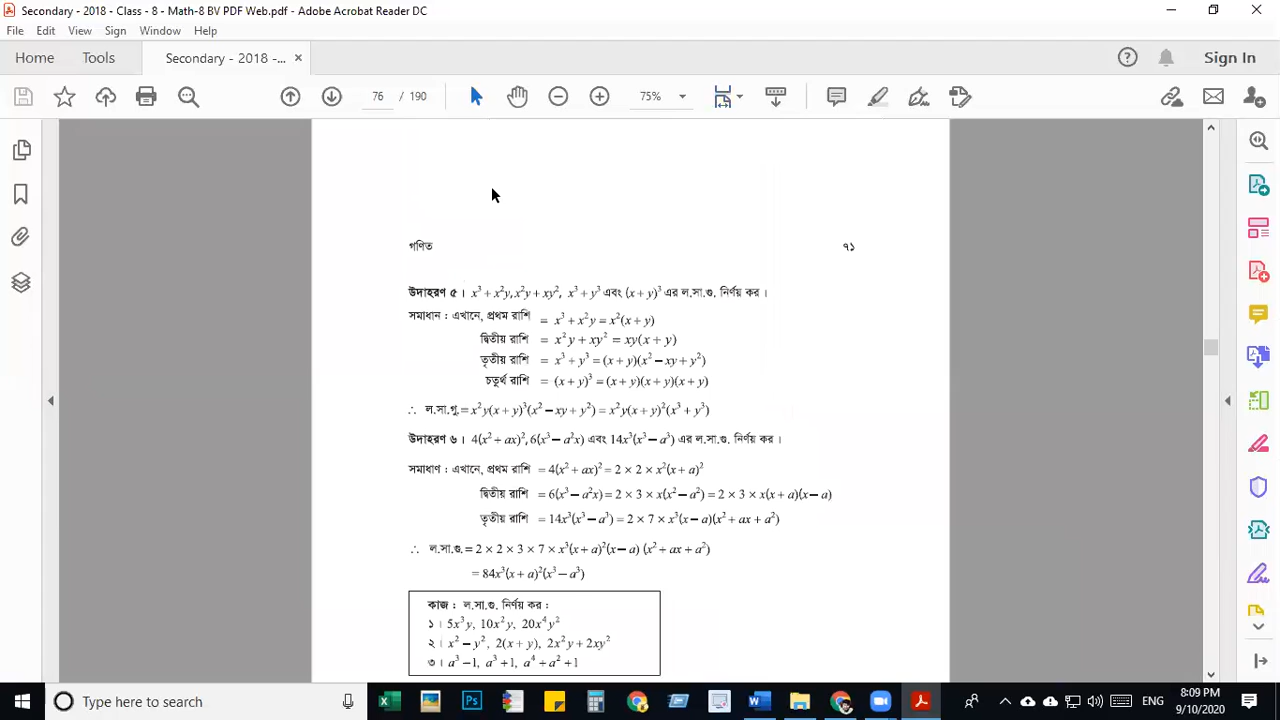 Secondary - 2018 - Class - 8 - Math-8 BV PDF Web.pdf - Adobe Acrobat Reader DC
File Edit View Sign Window Help
Home Tools Secondary - 2018 -... × Sign In
76 / 190 75%
গণিত ৭১
উদাহরণ ৫। x³ + x²y, x²y + xy², x³ + y³ এবং (x + y)³ এর ল.সা.গু. নির্ণয় কর।
সমাধান : এখানে, প্রথম রাশি = x³ + x²y = x²(x + y)
দ্বিতীয় রাশি = x²y + xy² = xy(x + y)
তৃতীয় রাশি = x³ + y³ = (x + y)(x² − xy + y²)
চতুর্থ রাশি = (x + y)³ = (x + y)(x + y)(x + y)
∴ ল.সা.গু. = x²y(x + y)³(x² − xy + y²) = x²y(x + y)²(x³ + y³)
উদাহরণ ৬। 4(x² + ax)², 6(x³ − a²x) এবং 14x³(x³ − a³) এর ল.সা.গু. নির্ণয় কর।
সমাধাণ : এখানে, প্রথম রাশি = 4(x² + ax)² = 2 × 2 × x²(x + a)²
দ্বিতীয় রাশি = 6(x³ − a²x) = 2 × 3 × x(x² − a²) = 2 × 3 × x(x + a)(x − a)
তৃতীয় রাশি = 14x³(x³ − a³) = 2 × 7 × x³(x − a)(x² + ax + a²)
∴ ল.সা.গু. = 2 × 2 × 3 × 7 × x³(x + a)²(x − a) (x² + ax + a²)
= 84x³(x + a)²(x³ − a³)
কাজ : ল.সা.গু. নির্ণয় কর :
১। 5x³y, 10x²y, 20x⁴y²
২। x² − y², 2(x + y), 2x²y + 2xy²
৩। a³ −1, a³ +1, a⁴ + a² +1
Type here to search ENG 8:09 PM
9/10/2020